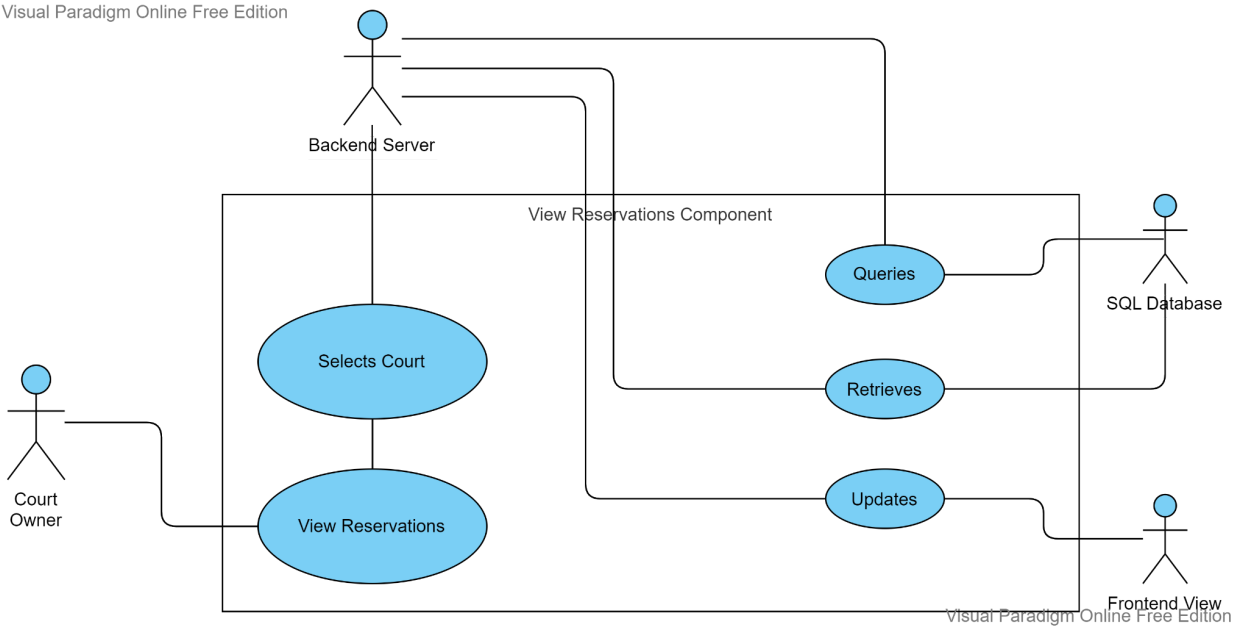 Visual Paradigm Online Free Edition
Backend Server
View Reservations Component
Queries
SQL Database
Selects Court
Retrieves
Court
Owner
Updates
View Reservations
Frontend View
Visual Paradigm Online Free Edition